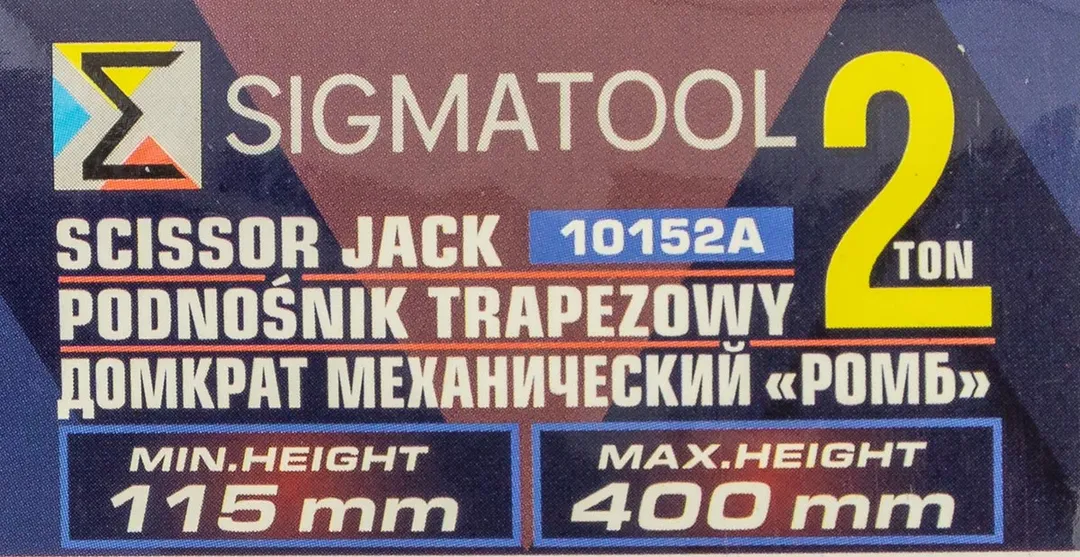 SIGMATOOL
2 TON
SCISSOR JACK 10152A
PODNOŚNIK TRAPEZOWY
ДОМКРАТ МЕХАНИЧЕСКИЙ «РОМБ»
MIN.HEIGHT
115 mm
MAX.HEIGHT
400 mm